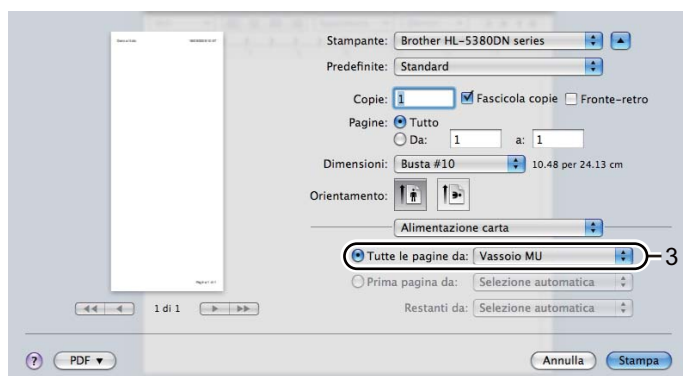 Stampante: Brother HL-5380DN series
Predefinite: Standard
Copie: 1 Fascicola copie Fronte-retro
Pagine: Tutto
Da: 1 a: 1
Dimensioni: Busta #10 10.48 per 24.13 cm
Orientamento:
Alimentazione carta
Tutte le pagine da: Vassoio MU 3
Prima pagina da: Selezione automatica
1 di 1 Restanti da: Selezione automatica
? PDF Annulla Stampa